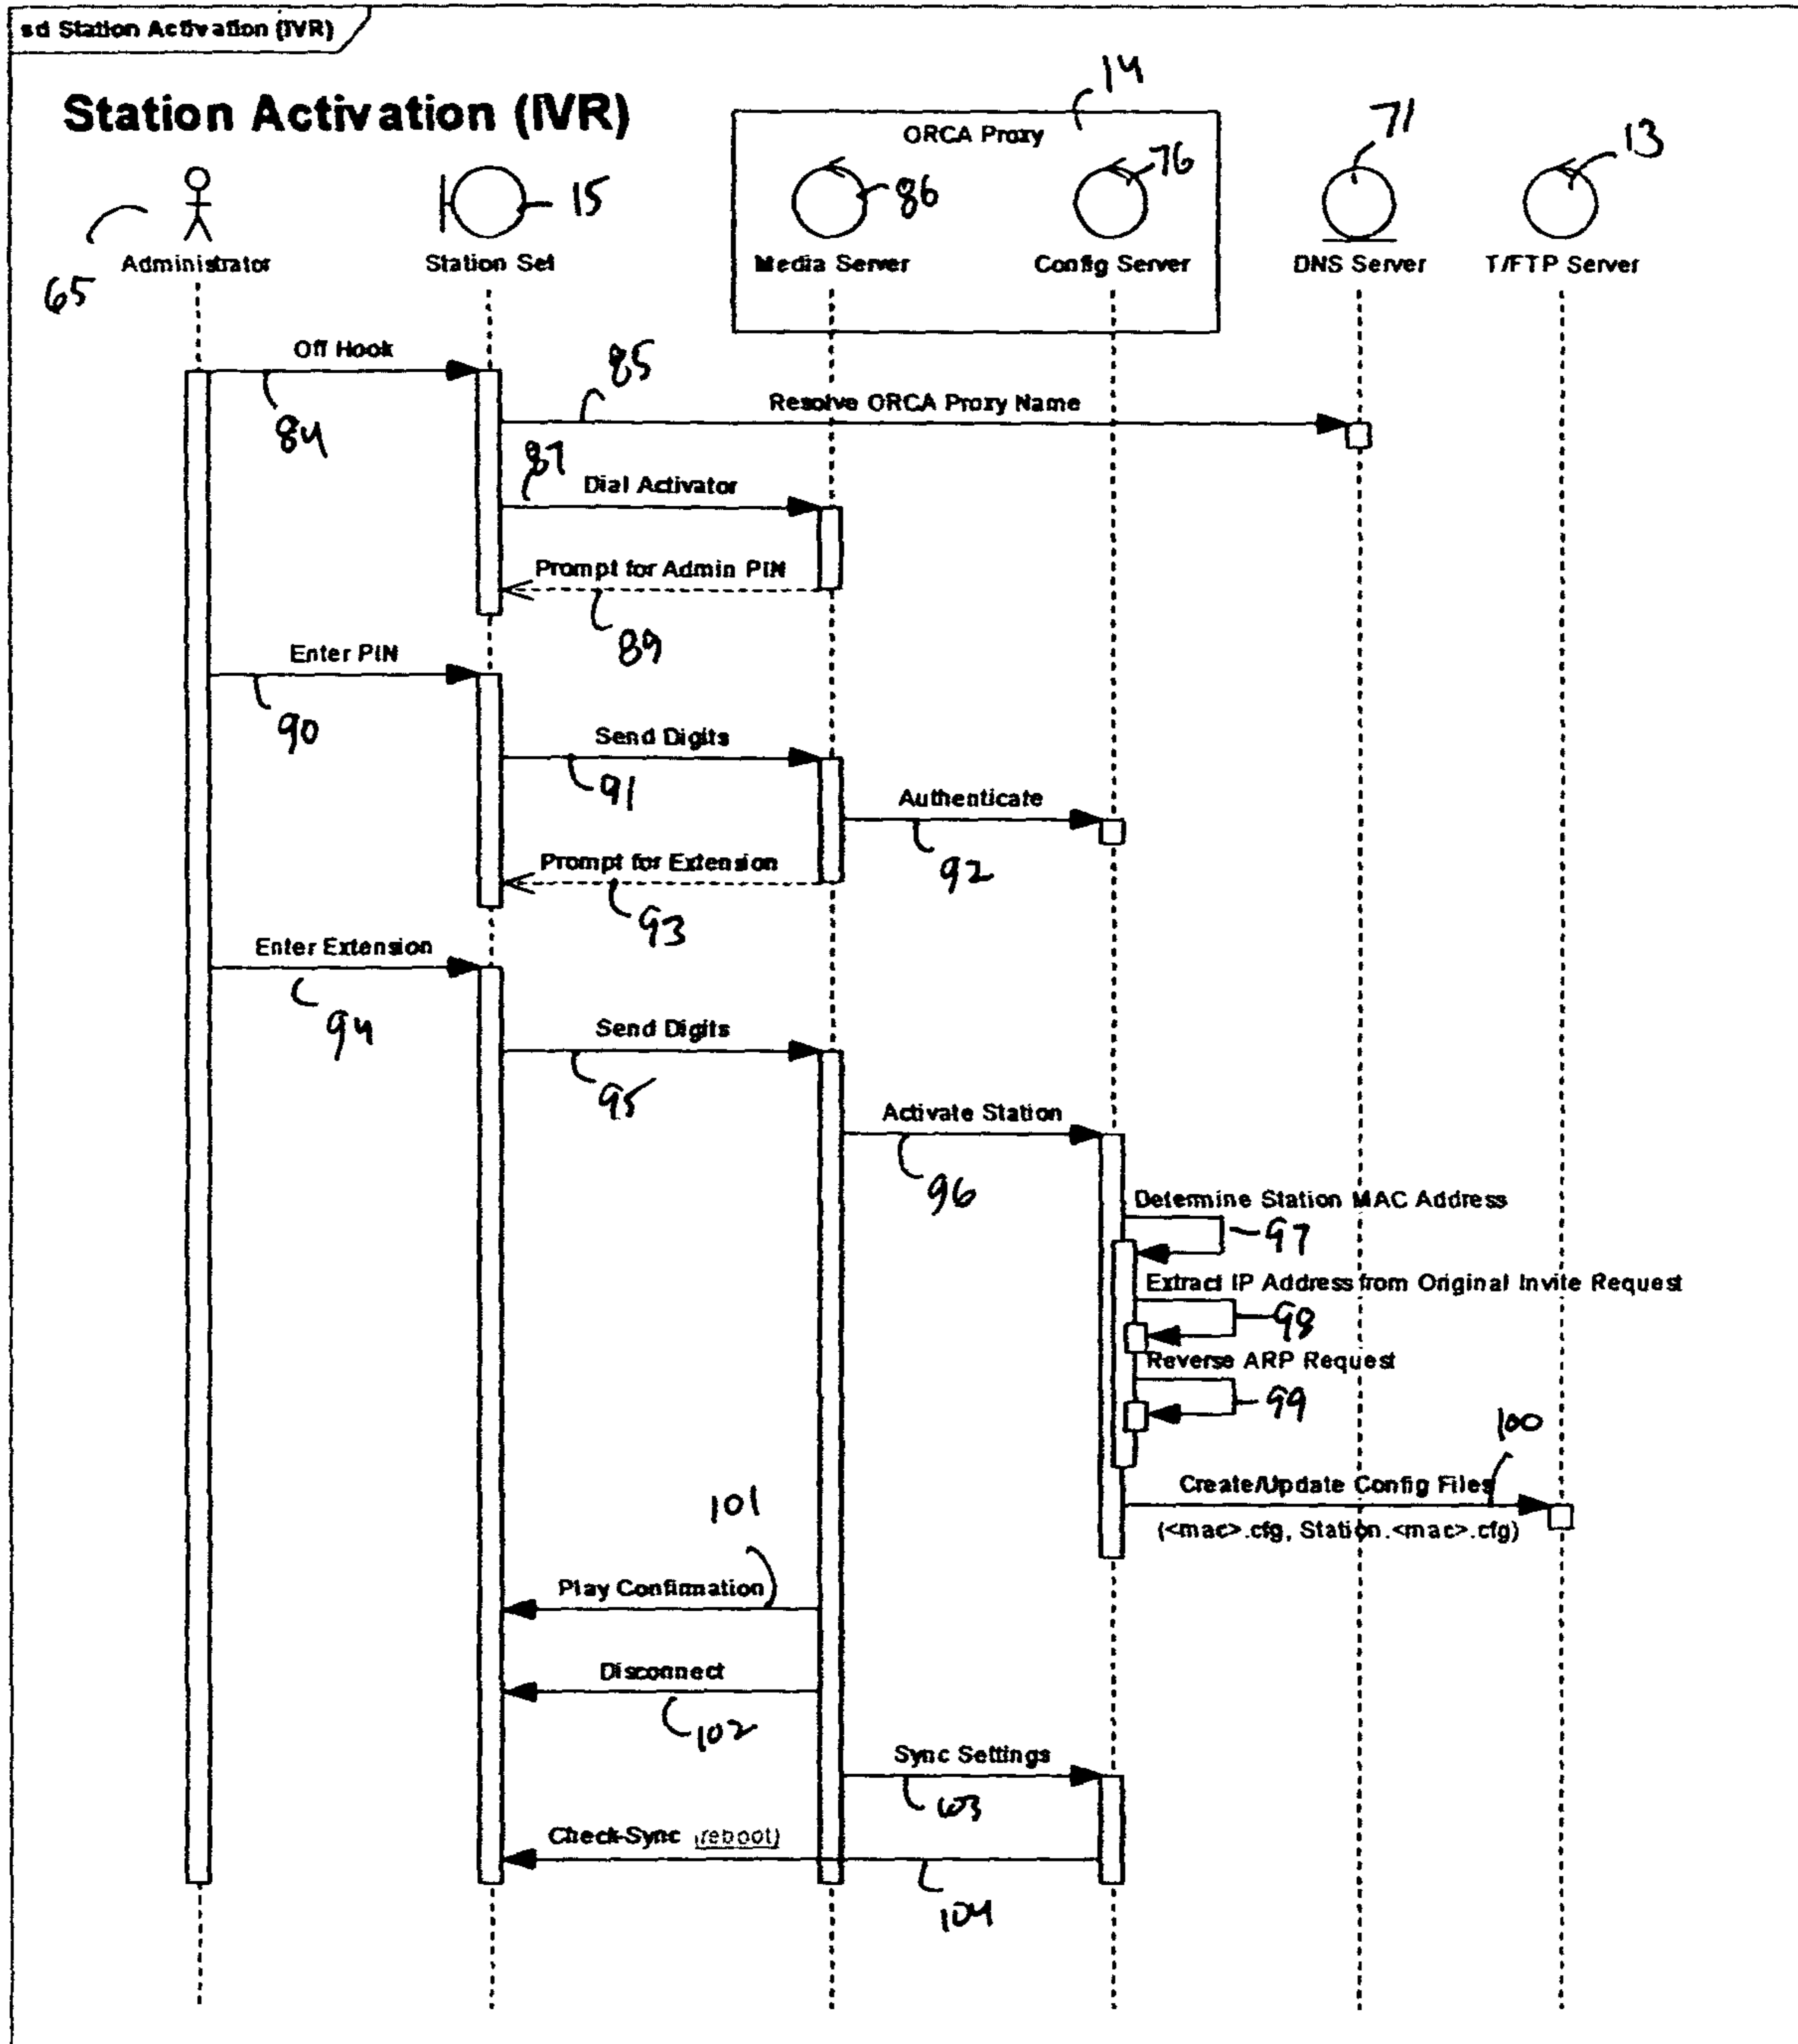 sd Station Activation (IVR)
Station Activation (IVR)
14
ORCA Proxy
71
13
76
15
86
65
Administrator
Station Set
Media Server
Config Server
DNS Server
T/FTP Server
Off Hook
84
85
Resolve ORCA Proxy Name
87
Dial Activator
Prompt for Admin PIN
89
Enter PIN
90
Send Digits
91
Authenticate
92
Prompt for Extension
93
Enter Extension
94
Send Digits
95
Activate Station
96
Determine Station MAC Address
97
Extract IP Address from Original Invite Request
98
Reverse ARP Request
99
100
Create/Update Config Files
(<mac>.cfg, Station.<mac>.cfg)
101
Play Confirmation
Disconnect
102
Sync Settings
103
Check-Sync (reboot)
104